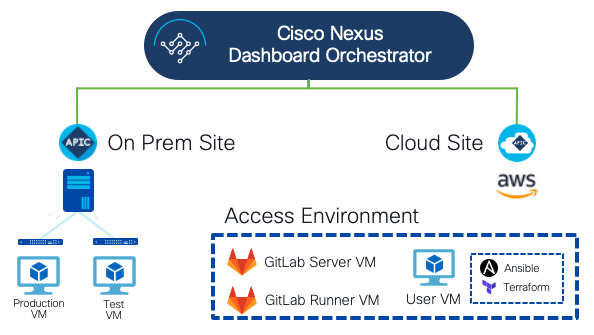 Cisco Nexus
Dashboard Orchestrator
APIC
On Prem Site
Cloud Site
APIC
aws
Access Environment
GitLab Server VM
GitLab Runner VM
User VM
Ansible
Terraform
Production
VM
Test
VM